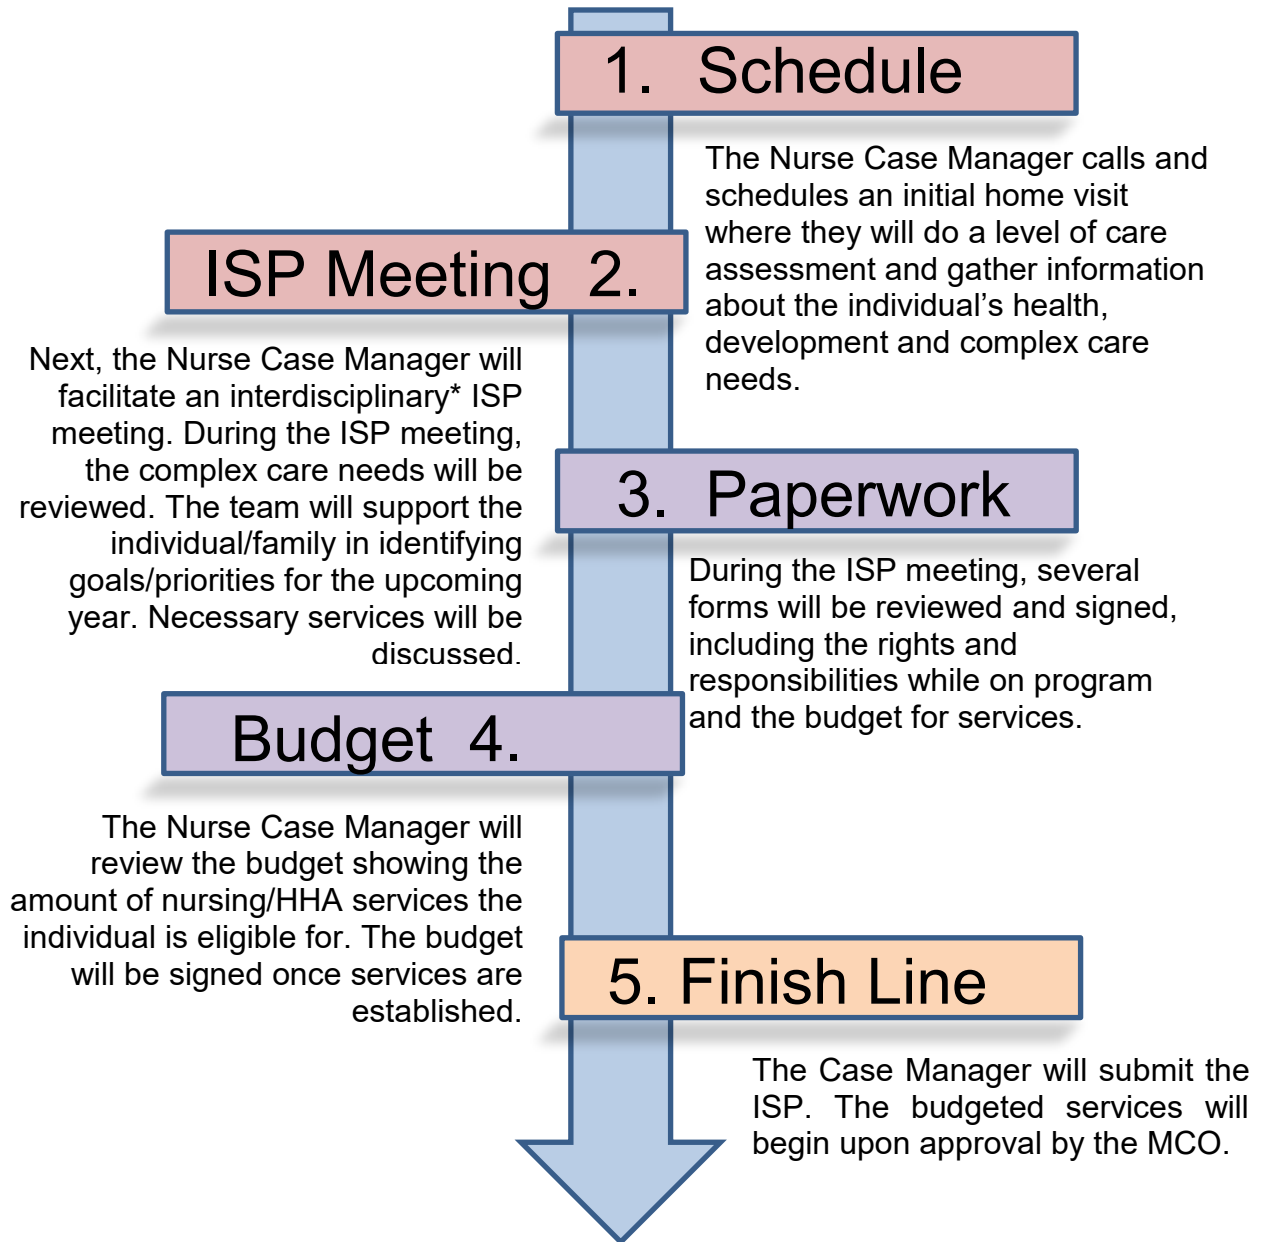 1. Schedule
The Nurse Case Manager calls and
schedules an initial home visit
where they will do a level of care
assessment and gather information
about the individual’s health,
development and complex care
needs.
ISP Meeting 2.
Next, the Nurse Case Manager will
facilitate an interdisciplinary* ISP
meeting. During the ISP meeting,
the complex care needs will be
reviewed. The team will support the
individual/family in identifying
goals/priorities for the upcoming
year. Necessary services will be
discussed.
3. Paperwork
During the ISP meeting, several
forms will be reviewed and signed,
including the rights and
responsibilities while on program
and the budget for services.
Budget 4.
The Nurse Case Manager will
review the budget showing the
amount of nursing/HHA services the
individual is eligible for. The budget
will be signed once services are
established.
5. Finish Line
The Case Manager will submit the
ISP. The budgeted services will
begin upon approval by the MCO.